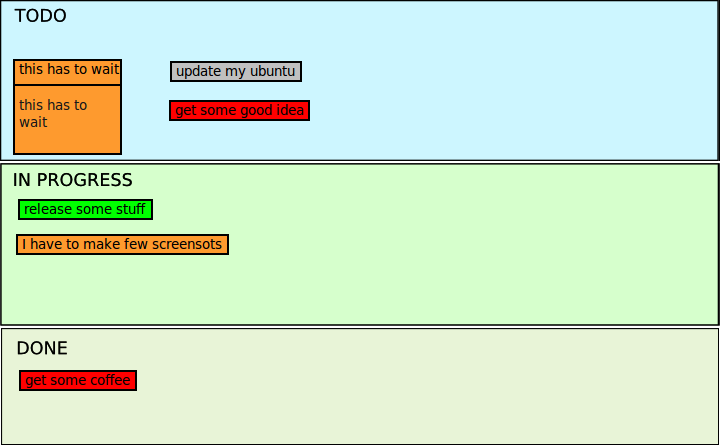 TODO
this has to wait
this has to
wait
update my ubuntu
get some good idea
IN PROGRESS
release some stuff
I have to make few screensots
DONE
get some coffee